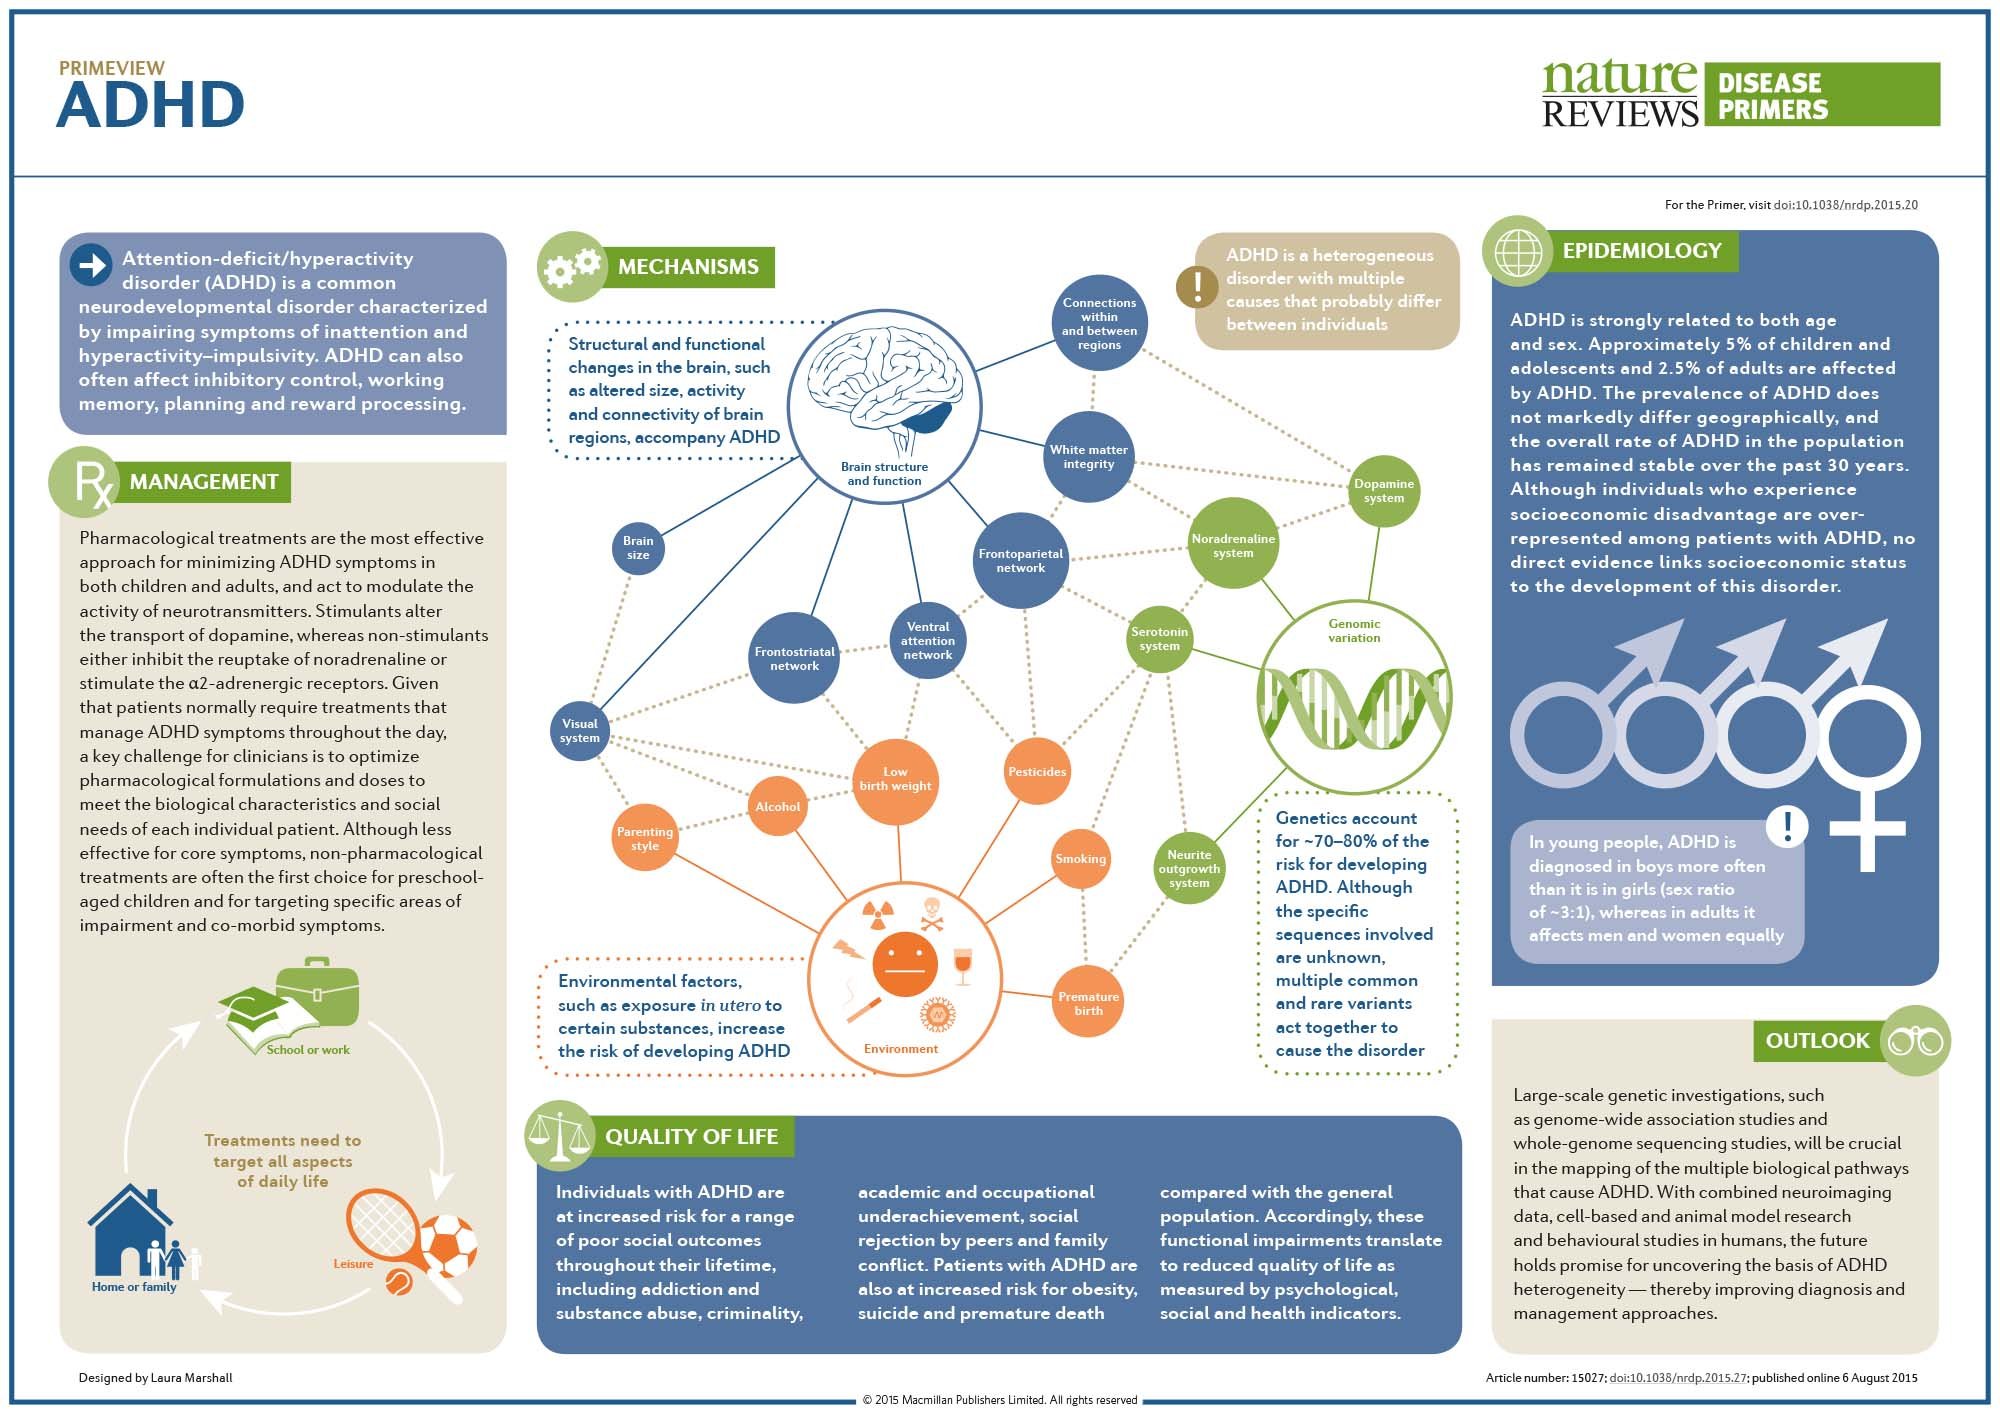 PRIMEVIEW
ADHD
nature
REVIEWS
DISEASE
PRIMERS
For the Primer, visit doi:10.1038/nrdp.2015.20
Attention-deficit/hyperactivity
disorder (ADHD) is a common
neurodevelopmental disorder characterized
by impairing symptoms of inattention and
hyperactivity–impulsivity. ADHD can also
often affect inhibitory control, working
memory, planning and reward processing.
Rx
MANAGEMENT
Pharmacological treatments are the most effective
approach for minimizing ADHD symptoms in
both children and adults, and act to modulate the
activity of neurotransmitters. Stimulants alter
the transport of dopamine, whereas non-stimulants
either inhibit the reuptake of noradrenaline or
stimulate the α2-adrenergic receptors. Given
that patients normally require treatments that
manage ADHD symptoms throughout the day,
a key challenge for clinicians is to optimize
pharmacological formulations and doses to
meet the biological characteristics and social
needs of each individual patient. Although less
effective for core symptoms, non-pharmacological
treatments are often the first choice for preschool-
aged children and for targeting specific areas of
impairment and co-morbid symptoms.
School or work
Treatments need to
target all aspects
of daily life
Leisure
Home or family
MECHANISMS
!
ADHD is a heterogeneous
disorder with multiple
causes that probably differ
between individuals
Structural and functional
changes in the brain, such
as altered size, activity
and connectivity of brain
regions, accompany ADHD
Brain structure
and function
Connections
within
and between
regions
White matter
integrity
Dopamine
system
Brain
size
Frontoparietal
network
Noradrenaline
system
Frontostriatal
network
Ventral
attention
network
Serotonin
system
Genomic
variation
Visual
system
Low
birth weight
Pesticides
Alcohol
Parenting
style
Smoking
Neurite
outgrowth
system
Premature
birth
Environment
Environmental factors,
such as exposure in utero to
certain substances, increase
the risk of developing ADHD
Genetics account
for ~70–80% of the
risk for developing
ADHD. Although
the specific
sequences involved
are unknown,
multiple common
and rare variants
act together to
cause the disorder
QUALITY OF LIFE
Individuals with ADHD are
at increased risk for a range
of poor social outcomes
throughout their lifetime,
including addiction and
substance abuse, criminality,
academic and occupational
underachievement, social
rejection by peers and family
conflict. Patients with ADHD are
also at increased risk for obesity,
suicide and premature death
compared with the general
population. Accordingly, these
functional impairments translate
to reduced quality of life as
measured by psychological,
social and health indicators.
EPIDEMIOLOGY
ADHD is strongly related to both age
and sex. Approximately 5% of children and
adolescents and 2.5% of adults are affected
by ADHD. The prevalence of ADHD does
not markedly differ geographically, and
the overall rate of ADHD in the population
has remained stable over the past 30 years.
Although individuals who experience
socioeconomic disadvantage are over-
represented among patients with ADHD, no
direct evidence links socioeconomic status
to the development of this disorder.
!
In young people, ADHD is
diagnosed in boys more often
than it is in girls (sex ratio
of ~3:1), whereas in adults it
affects men and women equally
OUTLOOK
Large-scale genetic investigations, such
as genome-wide association studies and
whole-genome sequencing studies, will be crucial
in the mapping of the multiple biological pathways
that cause ADHD. With combined neuroimaging
data, cell-based and animal model research
and behavioural studies in humans, the future
holds promise for uncovering the basis of ADHD
heterogeneity — thereby improving diagnosis and
management approaches.
Designed by Laura Marshall
Article number: 15027; doi:10.1038/nrdp.2015.27; published online 6 August 2015
© 2015 Macmillan Publishers Limited. All rights reserved